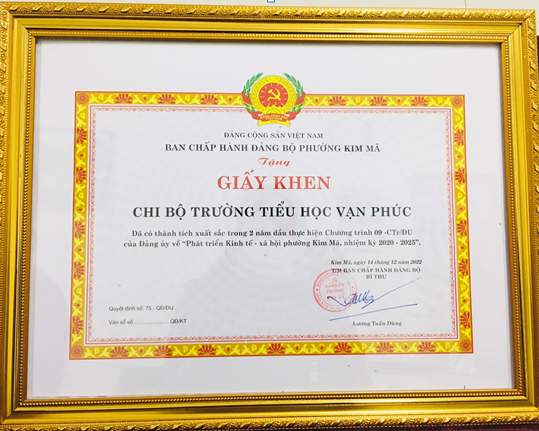 ĐẢNG CỘNG SẢN VIỆT NAM
BAN CHẤP HÀNH ĐẢNG BỘ PHƯỜNG KIM MÃ
Tặng
GIẤY KHEN
CHI BỘ TRƯỜNG TIỂU HỌC VẠN PHÚC
Đã có thành tích xuất sắc trong 2 năm đầu thực hiện Chương trình 09 -CTr/ĐU
của Đảng ủy về "Phát triển Kinh tế - xã hội phường Kim Mã, nhiệm kỳ 2020 - 2025".
Kim Mã, ngày 14 tháng 12 năm 2022
T/M BAN CHẤP HÀNH ĐẢNG BỘ
BÍ THƯ
Quyết định số: 75 - QĐ/ĐU
Vào sổ số....................QĐ/KT
Lương Tuấn Dũng